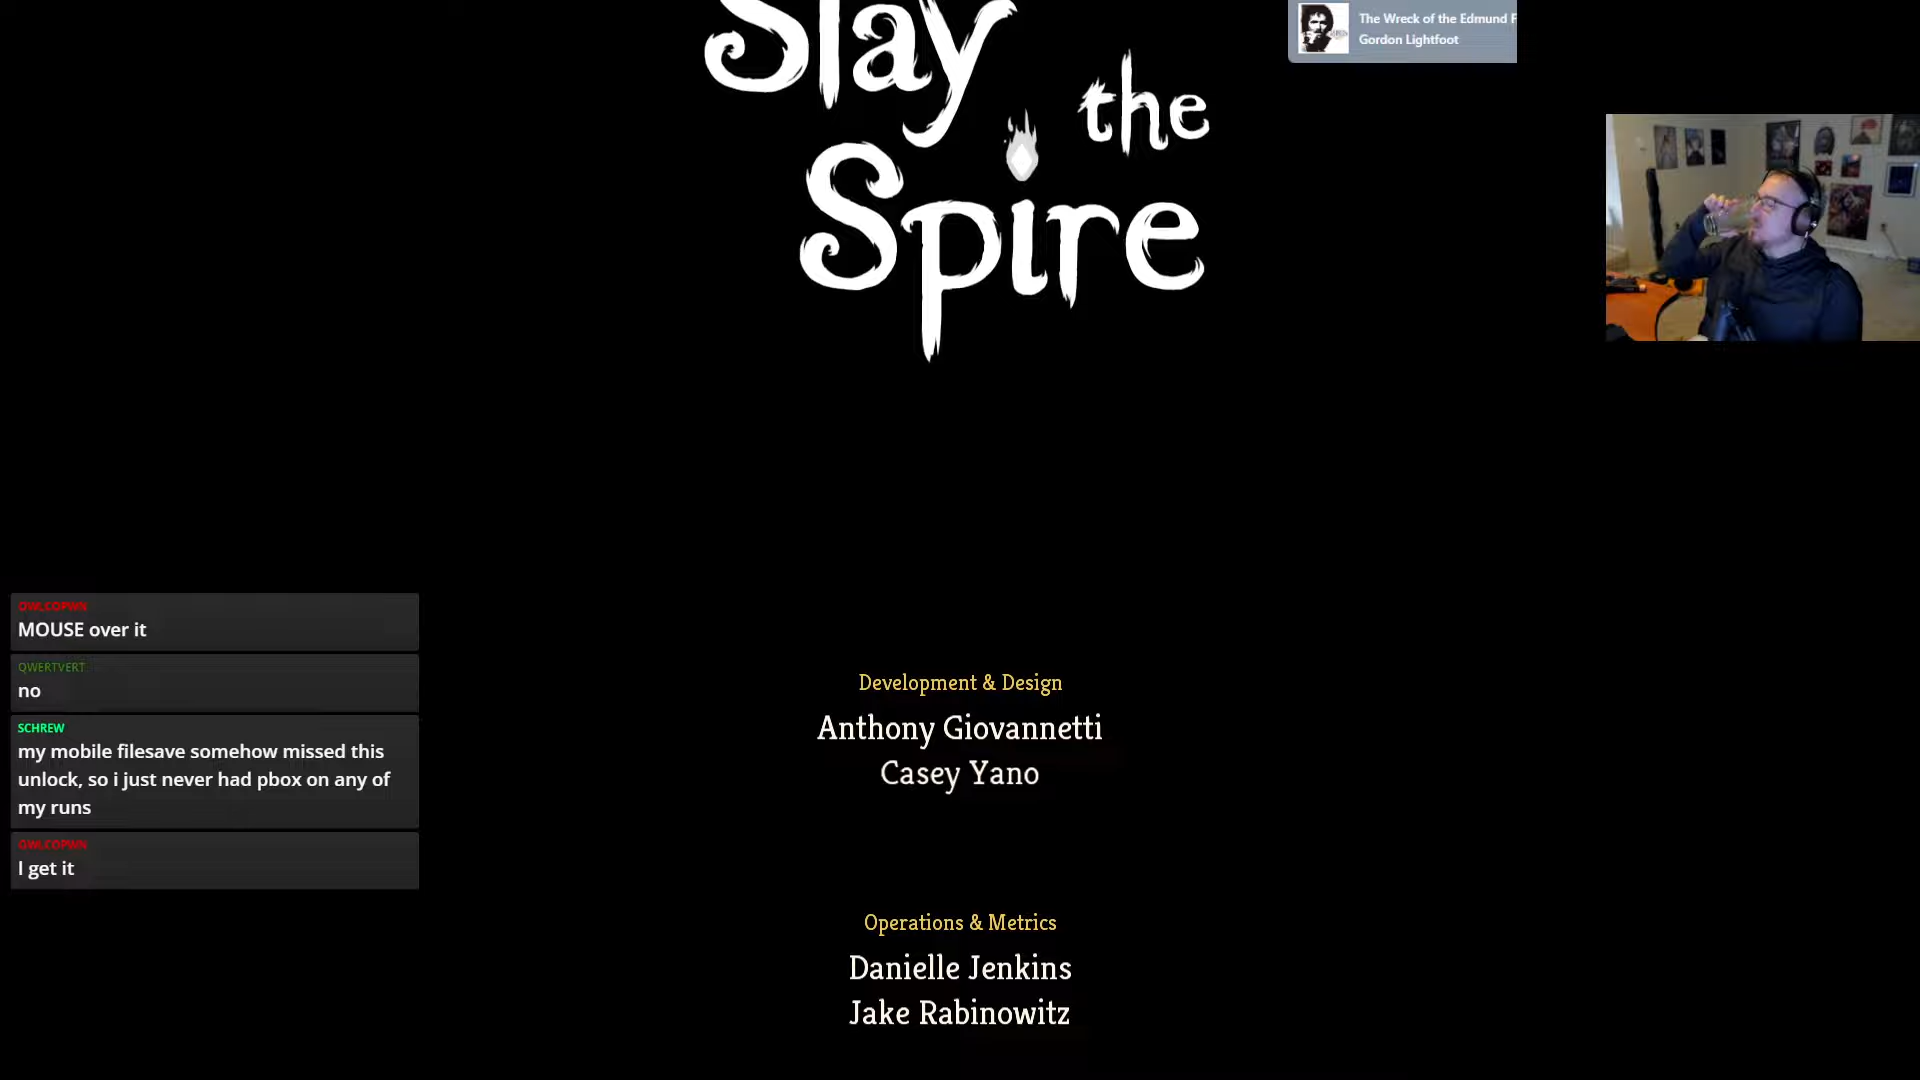 Slay
the
Spire
The Wreck of the Edmund F
Gordon Lightfoot
OWLCOPWN
MOUSE over it
QWERTVERT
no
SCHREW
my mobile filesave somehow missed this
unlock, so i just never had pbox on any of
my runs
OWLCOPWN
I get it
Development & Design
Anthony Giovannetti
Casey Yano
Operations & Metrics
Danielle Jenkins
Jake Rabinowitz